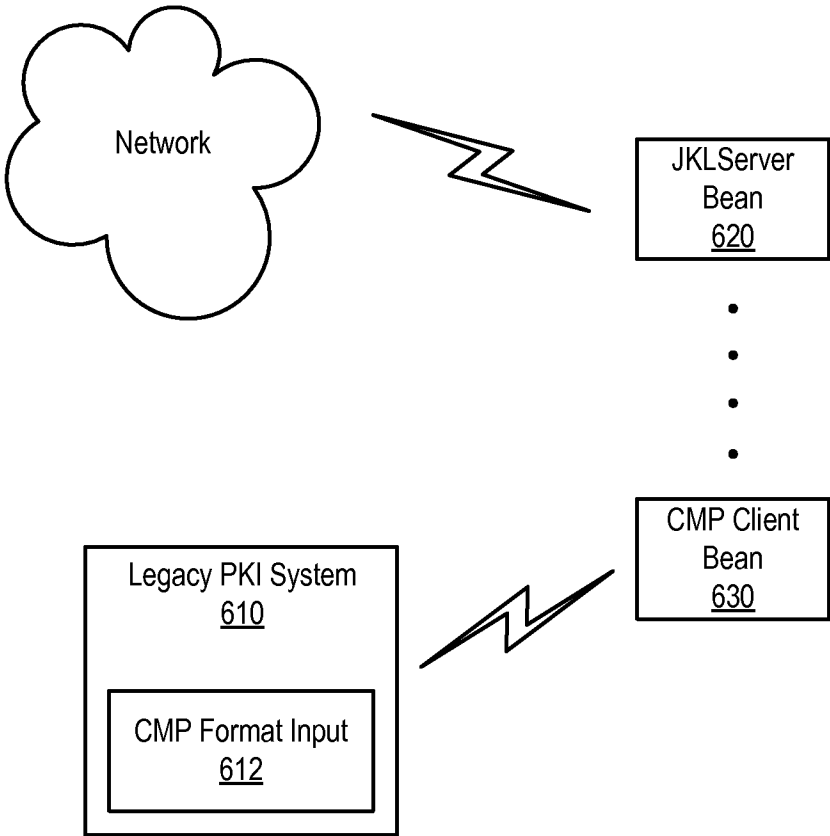 Network
JKLServer
Bean
620
CMP Client
Bean
630
Legacy PKI System
610
CMP Format Input
612